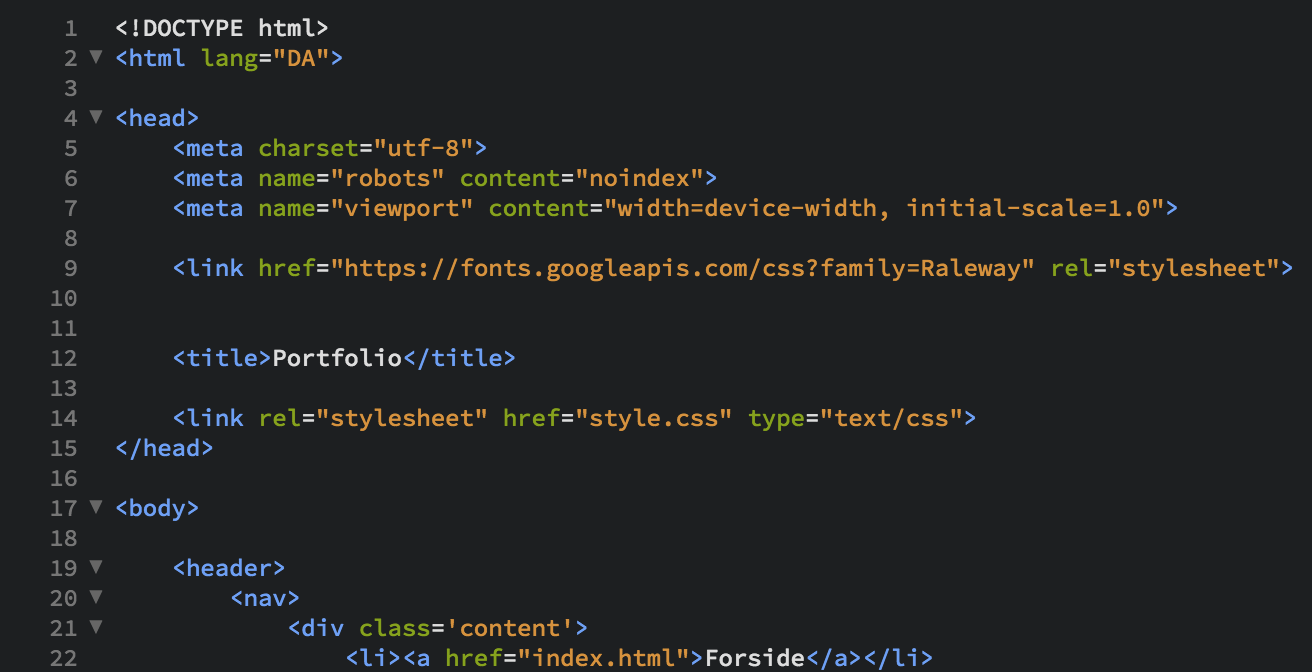 1 <!DOCTYPE html>
2 <html lang="DA">
3
4 <head>
5 <meta charset="utf-8">
6 <meta name="robots" content="noindex">
7 <meta name="viewport" content="width=device-width, initial-scale=1.0">
8
9 <link href="https://fonts.googleapis.com/css?family=Raleway" rel="stylesheet">
10
11
12 <title>Portfolio</title>
13
14 <link rel="stylesheet" href="style.css" type="text/css">
15 </head>
16
17 <body>
18
19 <header>
20 <nav>
21 <div class='content'>
22 <li><a href="index.html">Forside</a></li>